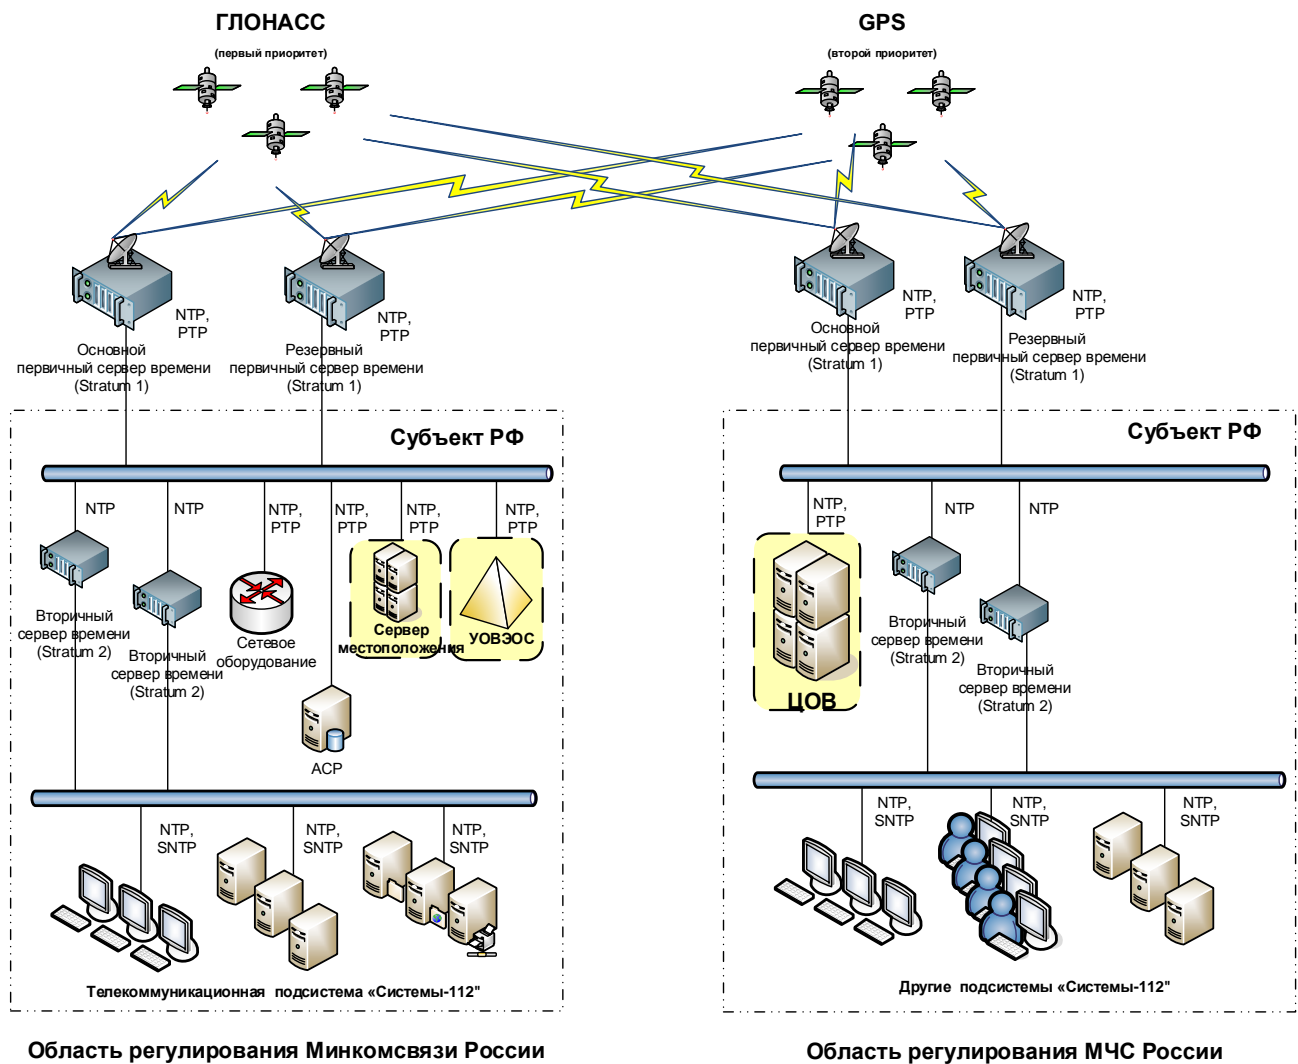 ГЛОНАСС
(первый приоритет)
GPS
(второй приоритет)
NTP,
PTP
NTP,
PTP
NTP,
PTP
NTP,
PTP
Основной
первичный сервер времени
(Stratum 1)
Резервный
первичный сервер времени
(Stratum 1)
Основной
первичный сервер времени
(Stratum 1)
Резервный
первичный сервер времени
(Stratum 1)
Субъект РФ
NTP
NTP
NTP,
PTP
NTP,
PTP
NTP,
PTP
NTP,
PTP
Вторичный
сервер времени
(Stratum 2)
Вторичный
сервер времени
(Stratum 2)
Сетевое
оборудование
Сервер
местоположения
УОВЭОС
АСР
NTP,
SNTP
NTP,
SNTP
NTP,
SNTP
Телекоммуникационная подсистема «Системы-112"
Область регулирования Минкомсвязи России
Субъект РФ
NTP,
PTP
NTP
NTP
ЦОВ
Вторичный
сервер времени
(Stratum 2)
Вторичный
сервер времени
(Stratum 2)
NTP,
SNTP
NTP,
SNTP
NTP,
SNTP
Другие подсистемы «Системы-112"
Область регулирования МЧС России